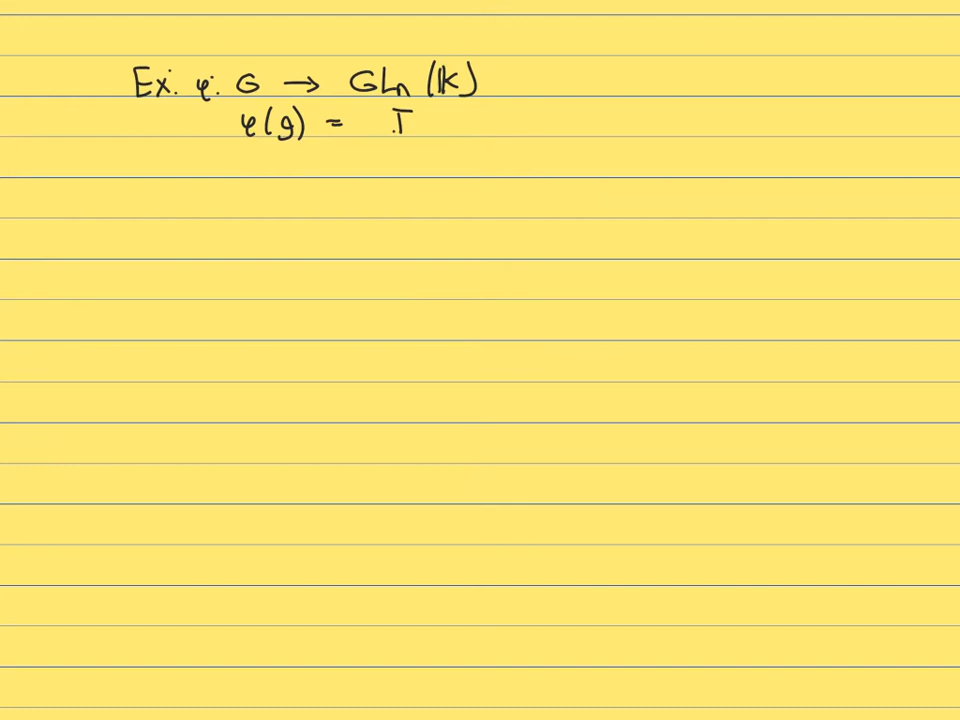 Ex: φ: G → GLn (K)
φ(g) =